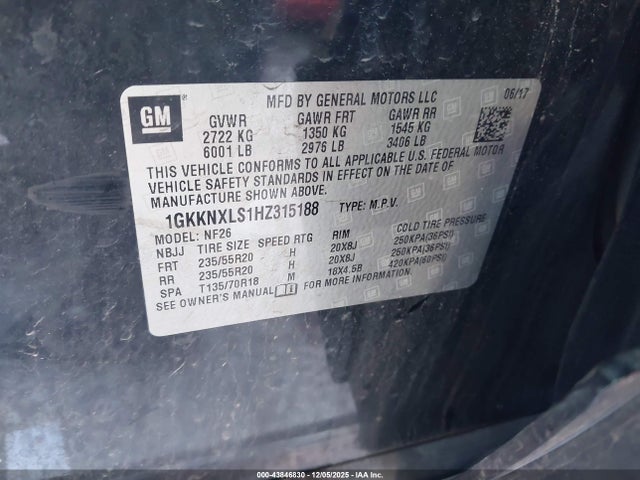 GM
MFD BY GENERAL MOTORS LLC 06/17
GVWR GAWR FRT GAWR RR
2722 KG 1350 KG 1545 KG
6001 LB 2976 LB 3406 LB
THIS VEHICLE CONFORMS TO ALL APPLICABLE U.S. FEDERAL MOTOR
VEHICLE SAFETY STANDARDS IN EFFECT ON THE DATE OF
MANUFACTURE SHOWN ABOVE.
1GKKNXLS1HZ315188 TYPE: M.P.V.
MODEL: NF26
NBJJ TIRE SIZE SPEED RTG RIM COLD TIRE PRESSURE
FRT 235/55R20 H 20X8J 250KPA(36PSI)
RR 235/55R20 H 20X8J 250KPA(36PSI)
SPA T135/70R18 M 18X4.5B 420KPA(60PSI)
SEE OWNER'S MANUAL FOR MORE INFORMATION.
000-43846830 - 12/05/2025 - IAA Inc.